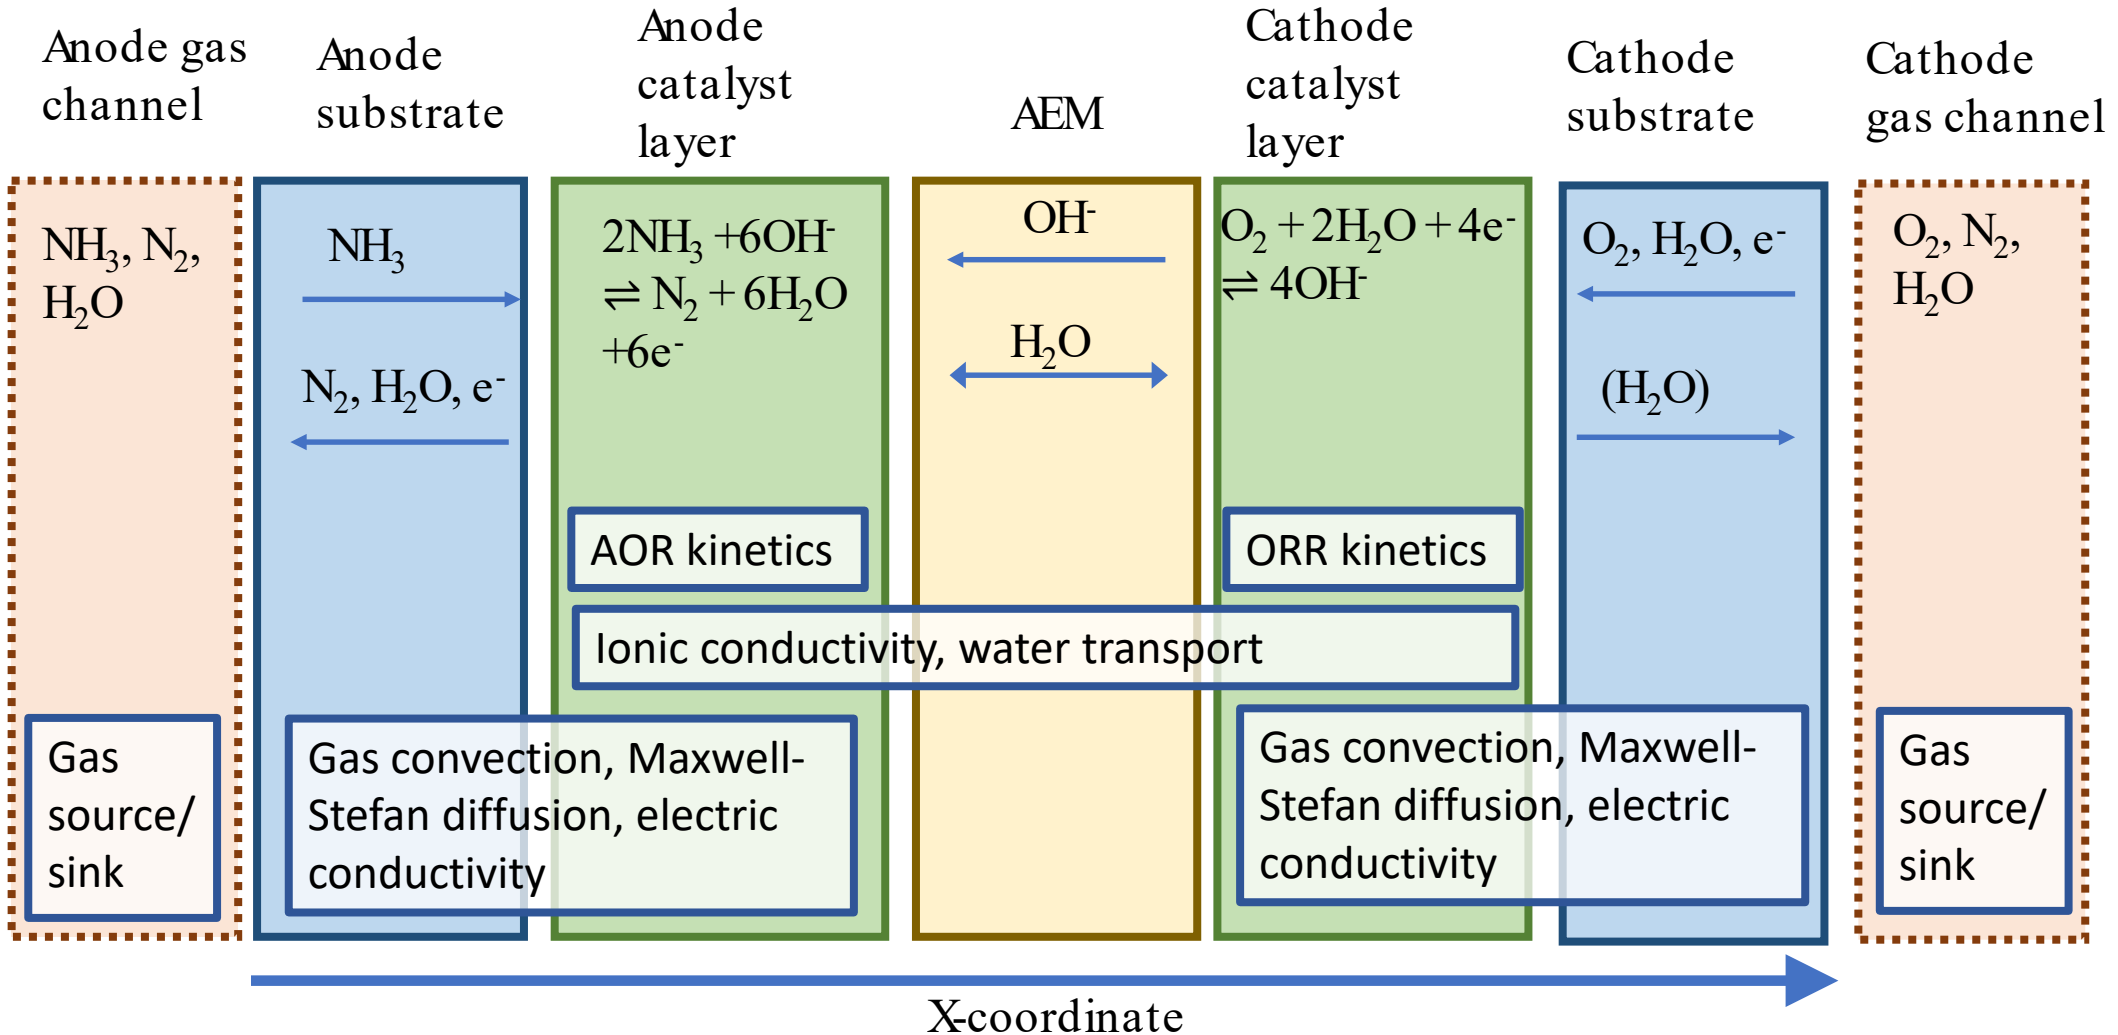 Anode gas
channel
Anode
substrate
Anode
catalyst
layer
AEM
Cathode
catalyst
layer
Cathode
substrate
Cathode
gas channel
NH₃, N₂,
H₂O
NH₃
N₂, H₂O, e⁻
2NH₃ +6OH⁻
⇌ N₂ + 6H₂O
+6e⁻
OH⁻
H₂O
O₂ + 2H₂O + 4e⁻
⇌ 4OH⁻
O₂, H₂O, e⁻
(H₂O)
O₂, N₂,
H₂O
AOR kinetics
ORR kinetics
Ionic conductivity, water transport
Gas
source/
sink
Gas convection, Maxwell-
Stefan diffusion, electric
conductivity
Gas convection, Maxwell-
Stefan diffusion, electric
conductivity
Gas
source/
sink
X-coordinate